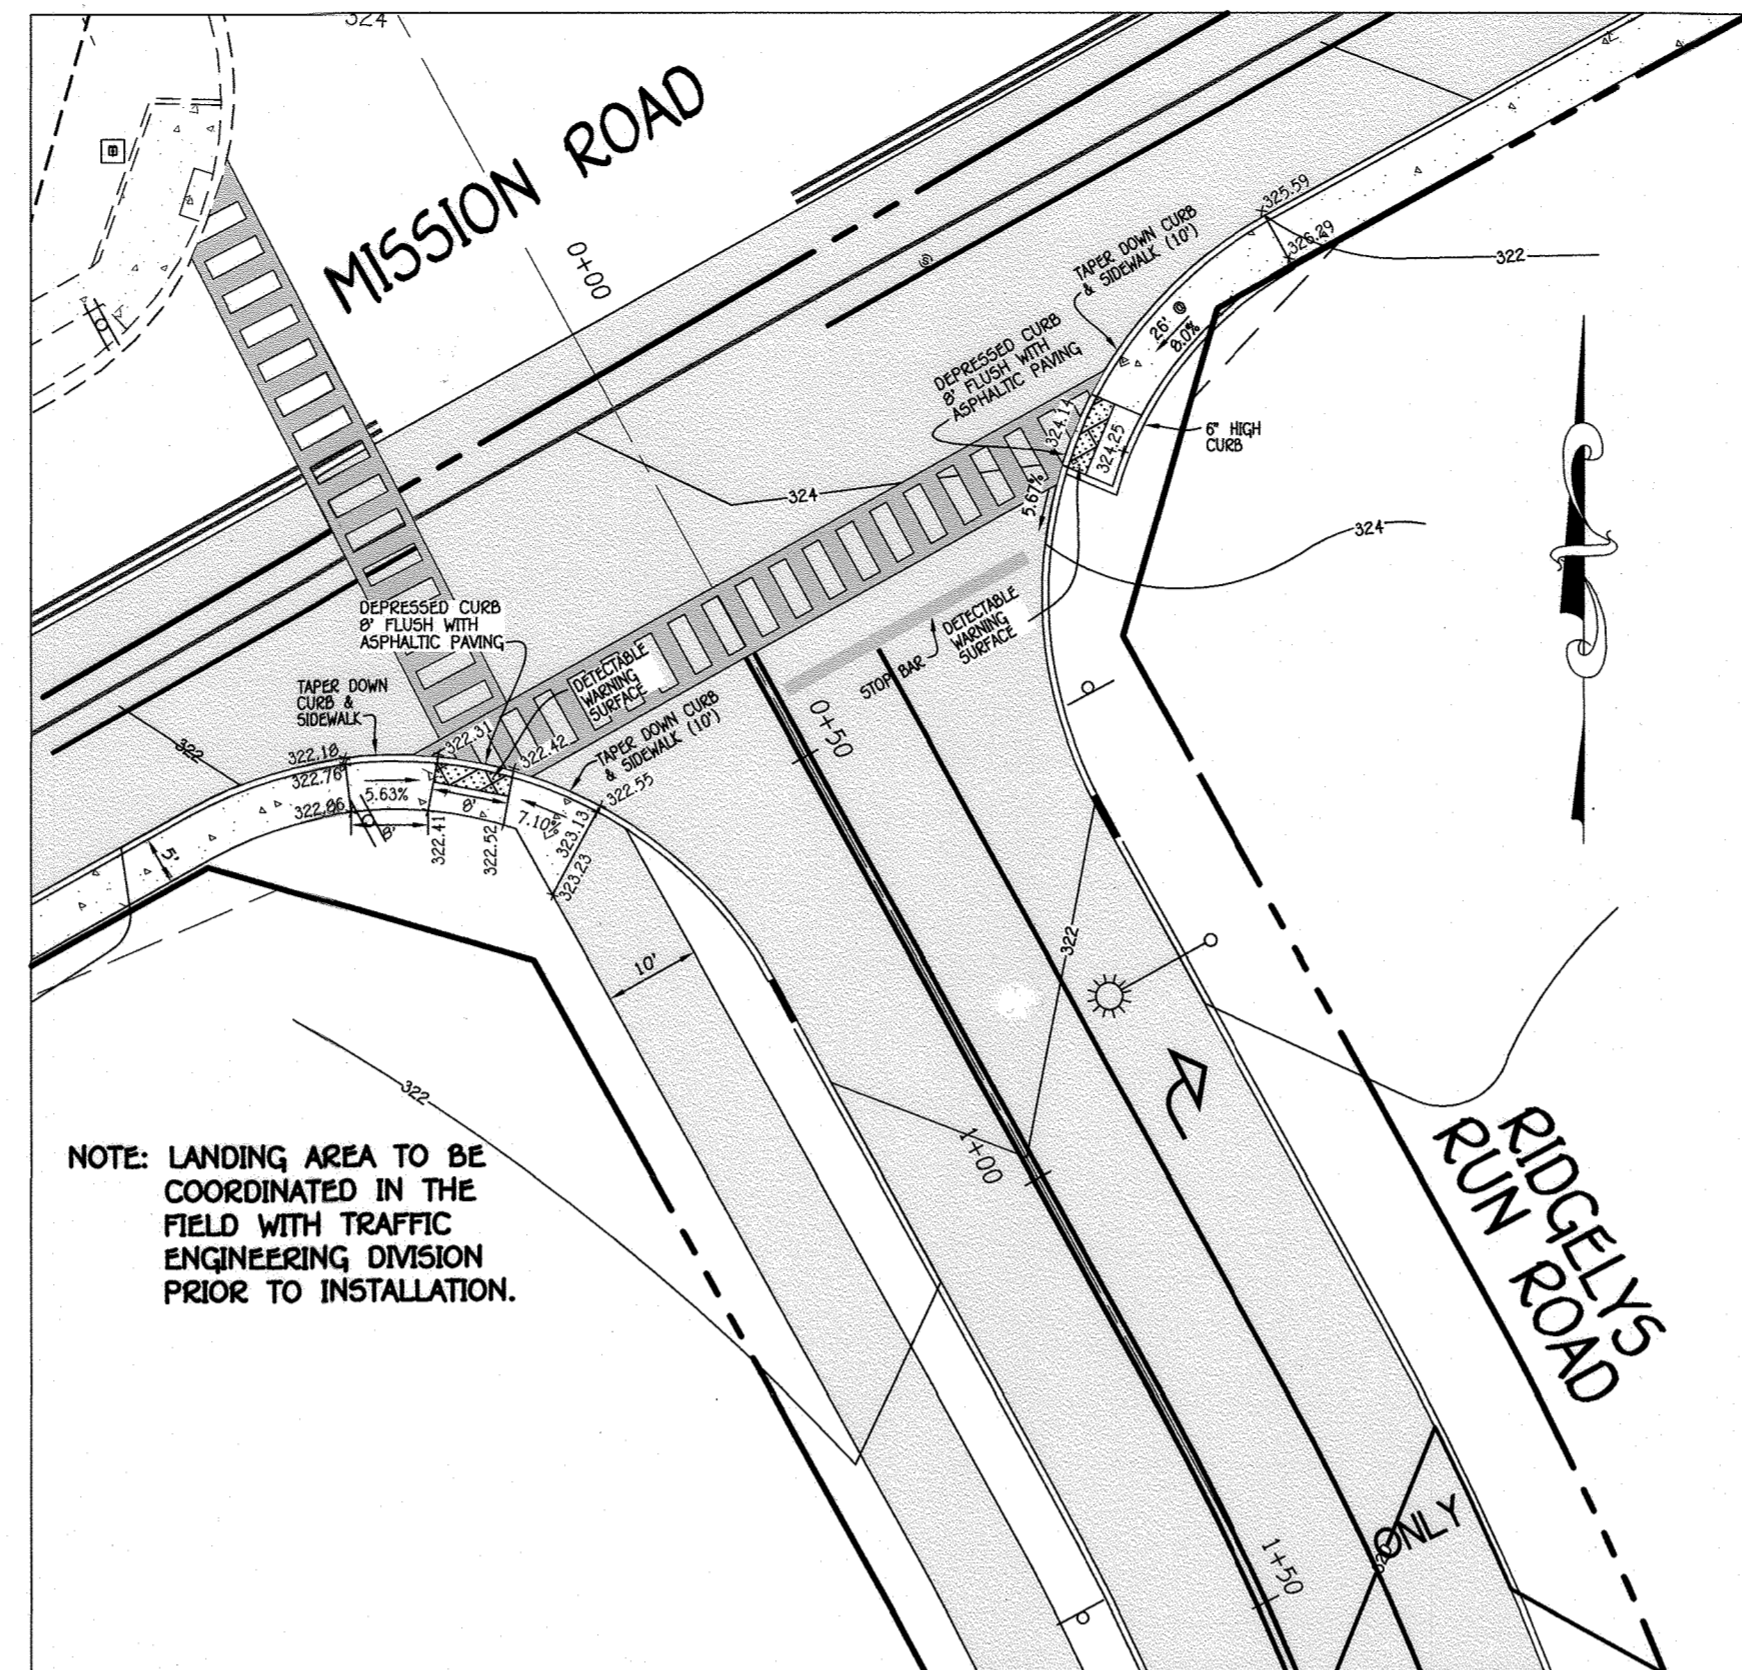 324
MISSION ROAD
0+00
325.59
326.29
322
TAPER DOWN CURB
& SIDEWALK (10')
26' @
8.0%
DEPRESSED CURB
8' FLUSH WITH
ASPHALTIC PAVING
324.14
324.25
5.67%
6" HIGH
CURB
324
324
DETECTABLE
WARNING
SURFACE
STOP BAR
DEPRESSED CURB
8' FLUSH WITH
ASPHALTIC PAVING
DETECTABLE
WARNING
SURFACE
TAPER DOWN
CURB &
SIDEWALK
TAPER DOWN CURB
& SIDEWALK (10')
322
322.18
322.76
322.86
5.63%
8'
322.31
322.42
8'
322.41
322.52
7.10%
322.55
323.13
323.23
5'
0+50
10'
322
322
1+00
NOTE: LANDING AREA TO BE
COORDINATED IN THE
FIELD WITH TRAFFIC
ENGINEERING DIVISION
PRIOR TO INSTALLATION.
RIDGELYS
RUN ROAD
ONLY
1+50